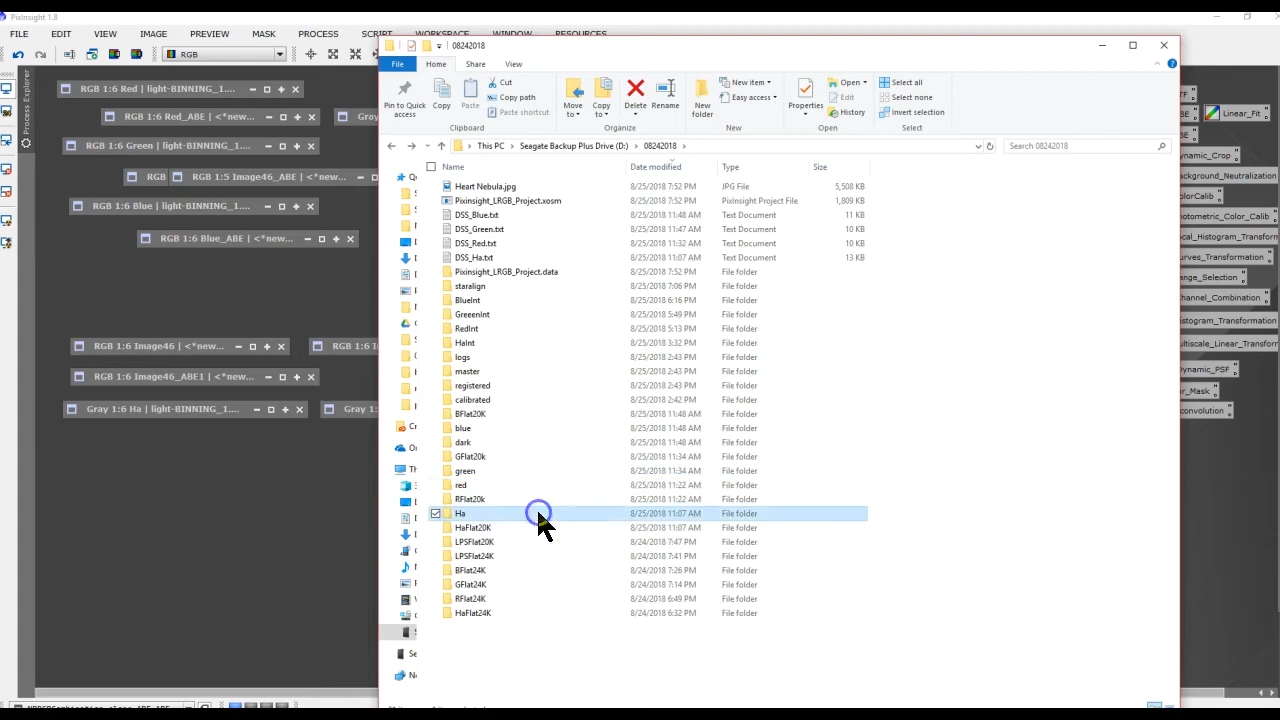 PixInsight 1.8
FILE EDIT VIEW IMAGE PREVIEW MASK PROCESS SCRIPT WORKSPACE WINDOW RESOURCES
RGB
Process Explorer
RGB 1:6 Red | light-BINNING_1....
RGB 1:6 Red_ABE | <*new...
RGB 1:6 Green | light-BINNING_1....
RGB
RGB 1:5 Image46_ABE | <*new...
RGB 1:6 Blue | light-BINNING_1....
RGB 1:6 Blue_ABE | <*new...
RGB 1:6 Image46 | <*new...
RGB 1:6 Image46_ABE1 | <*new...
Gray 1:6 Ha | light-BINNING_1....
Gray 1:
08242018
File Home Share View
Pin to Quick access
Copy
Paste
Cut
Copy path
Paste shortcut
Clipboard
Move to
Copy to
Delete
Rename
Organize
New folder
New item
Easy access
New
Properties
Open
Edit
History
Open
Select all
Select none
Invert selection
Select
This PC > Seagate Backup Plus Drive (D:) > 08242018 >
Search 08242018
Name Date modified Type Size
Heart Nebula.jpg 8/25/2018 7:52 PM JPG File 5,508 KB
Pixinsight_LRGB_Project.xosm 8/25/2018 7:52 PM PixInsight Project File 1,809 KB
DSS_Blue.txt 8/25/2018 11:48 AM Text Document 11 KB
DSS_Green.txt 8/25/2018 11:47 AM Text Document 10 KB
DSS_Red.txt 8/25/2018 11:32 AM Text Document 10 KB
DSS_Ha.txt 8/25/2018 11:07 AM Text Document 13 KB
Pixinsight_LRGB_Project.data 8/25/2018 7:52 PM File folder
staralign 8/25/2018 7:06 PM File folder
BlueInt 8/25/2018 6:16 PM File folder
GreeenInt 8/25/2018 5:49 PM File folder
RedInt 8/25/2018 5:13 PM File folder
HaInt 8/25/2018 3:32 PM File folder
logs 8/25/2018 2:43 PM File folder
master 8/25/2018 2:43 PM File folder
registered 8/25/2018 2:43 PM File folder
calibrated 8/25/2018 2:42 PM File folder
BFlat20K 8/25/2018 11:48 AM File folder
blue 8/25/2018 11:48 AM File folder
dark 8/25/2018 11:48 AM File folder
GFlat20k 8/25/2018 11:34 AM File folder
green 8/25/2018 11:34 AM File folder
red 8/25/2018 11:22 AM File folder
RFlat20k 8/25/2018 11:22 AM File folder
Ha 8/25/2018 11:07 AM File folder
HaFlat20K 8/25/2018 11:07 AM File folder
LPSFlat20K 8/24/2018 7:47 PM File folder
LPSFlat24K 8/24/2018 7:41 PM File folder
BFlat24K 8/24/2018 7:26 PM File folder
GFlat24K 8/24/2018 7:14 PM File folder
RFlat24K 8/24/2018 6:49 PM File folder
HaFlat24K 8/24/2018 6:32 PM File folder
Linear_Fit
ynamic_Crop
ackground_Neutralization
olorCalib
hotometric_Color_Calib
cal_Histogram_Transform
urves_Transformation
ange_Selection
hannel_Combination
istogram_Transformation
ultiscale_Linear_Transfor
Dynamic_PSF
ar_Mask
convolution